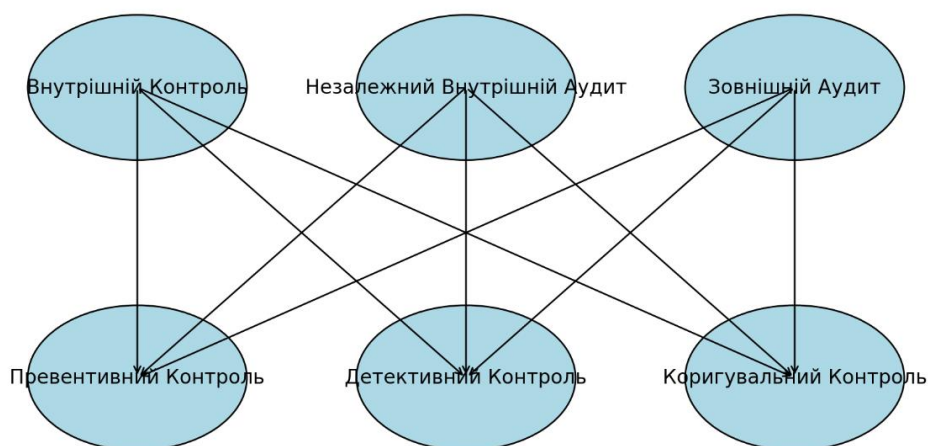 Внутрішній Контроль
Незалежний Внутрішній Аудит
Зовнішній Аудит
Превентивний Контроль
Детективний Контроль
Коригувальний Контроль